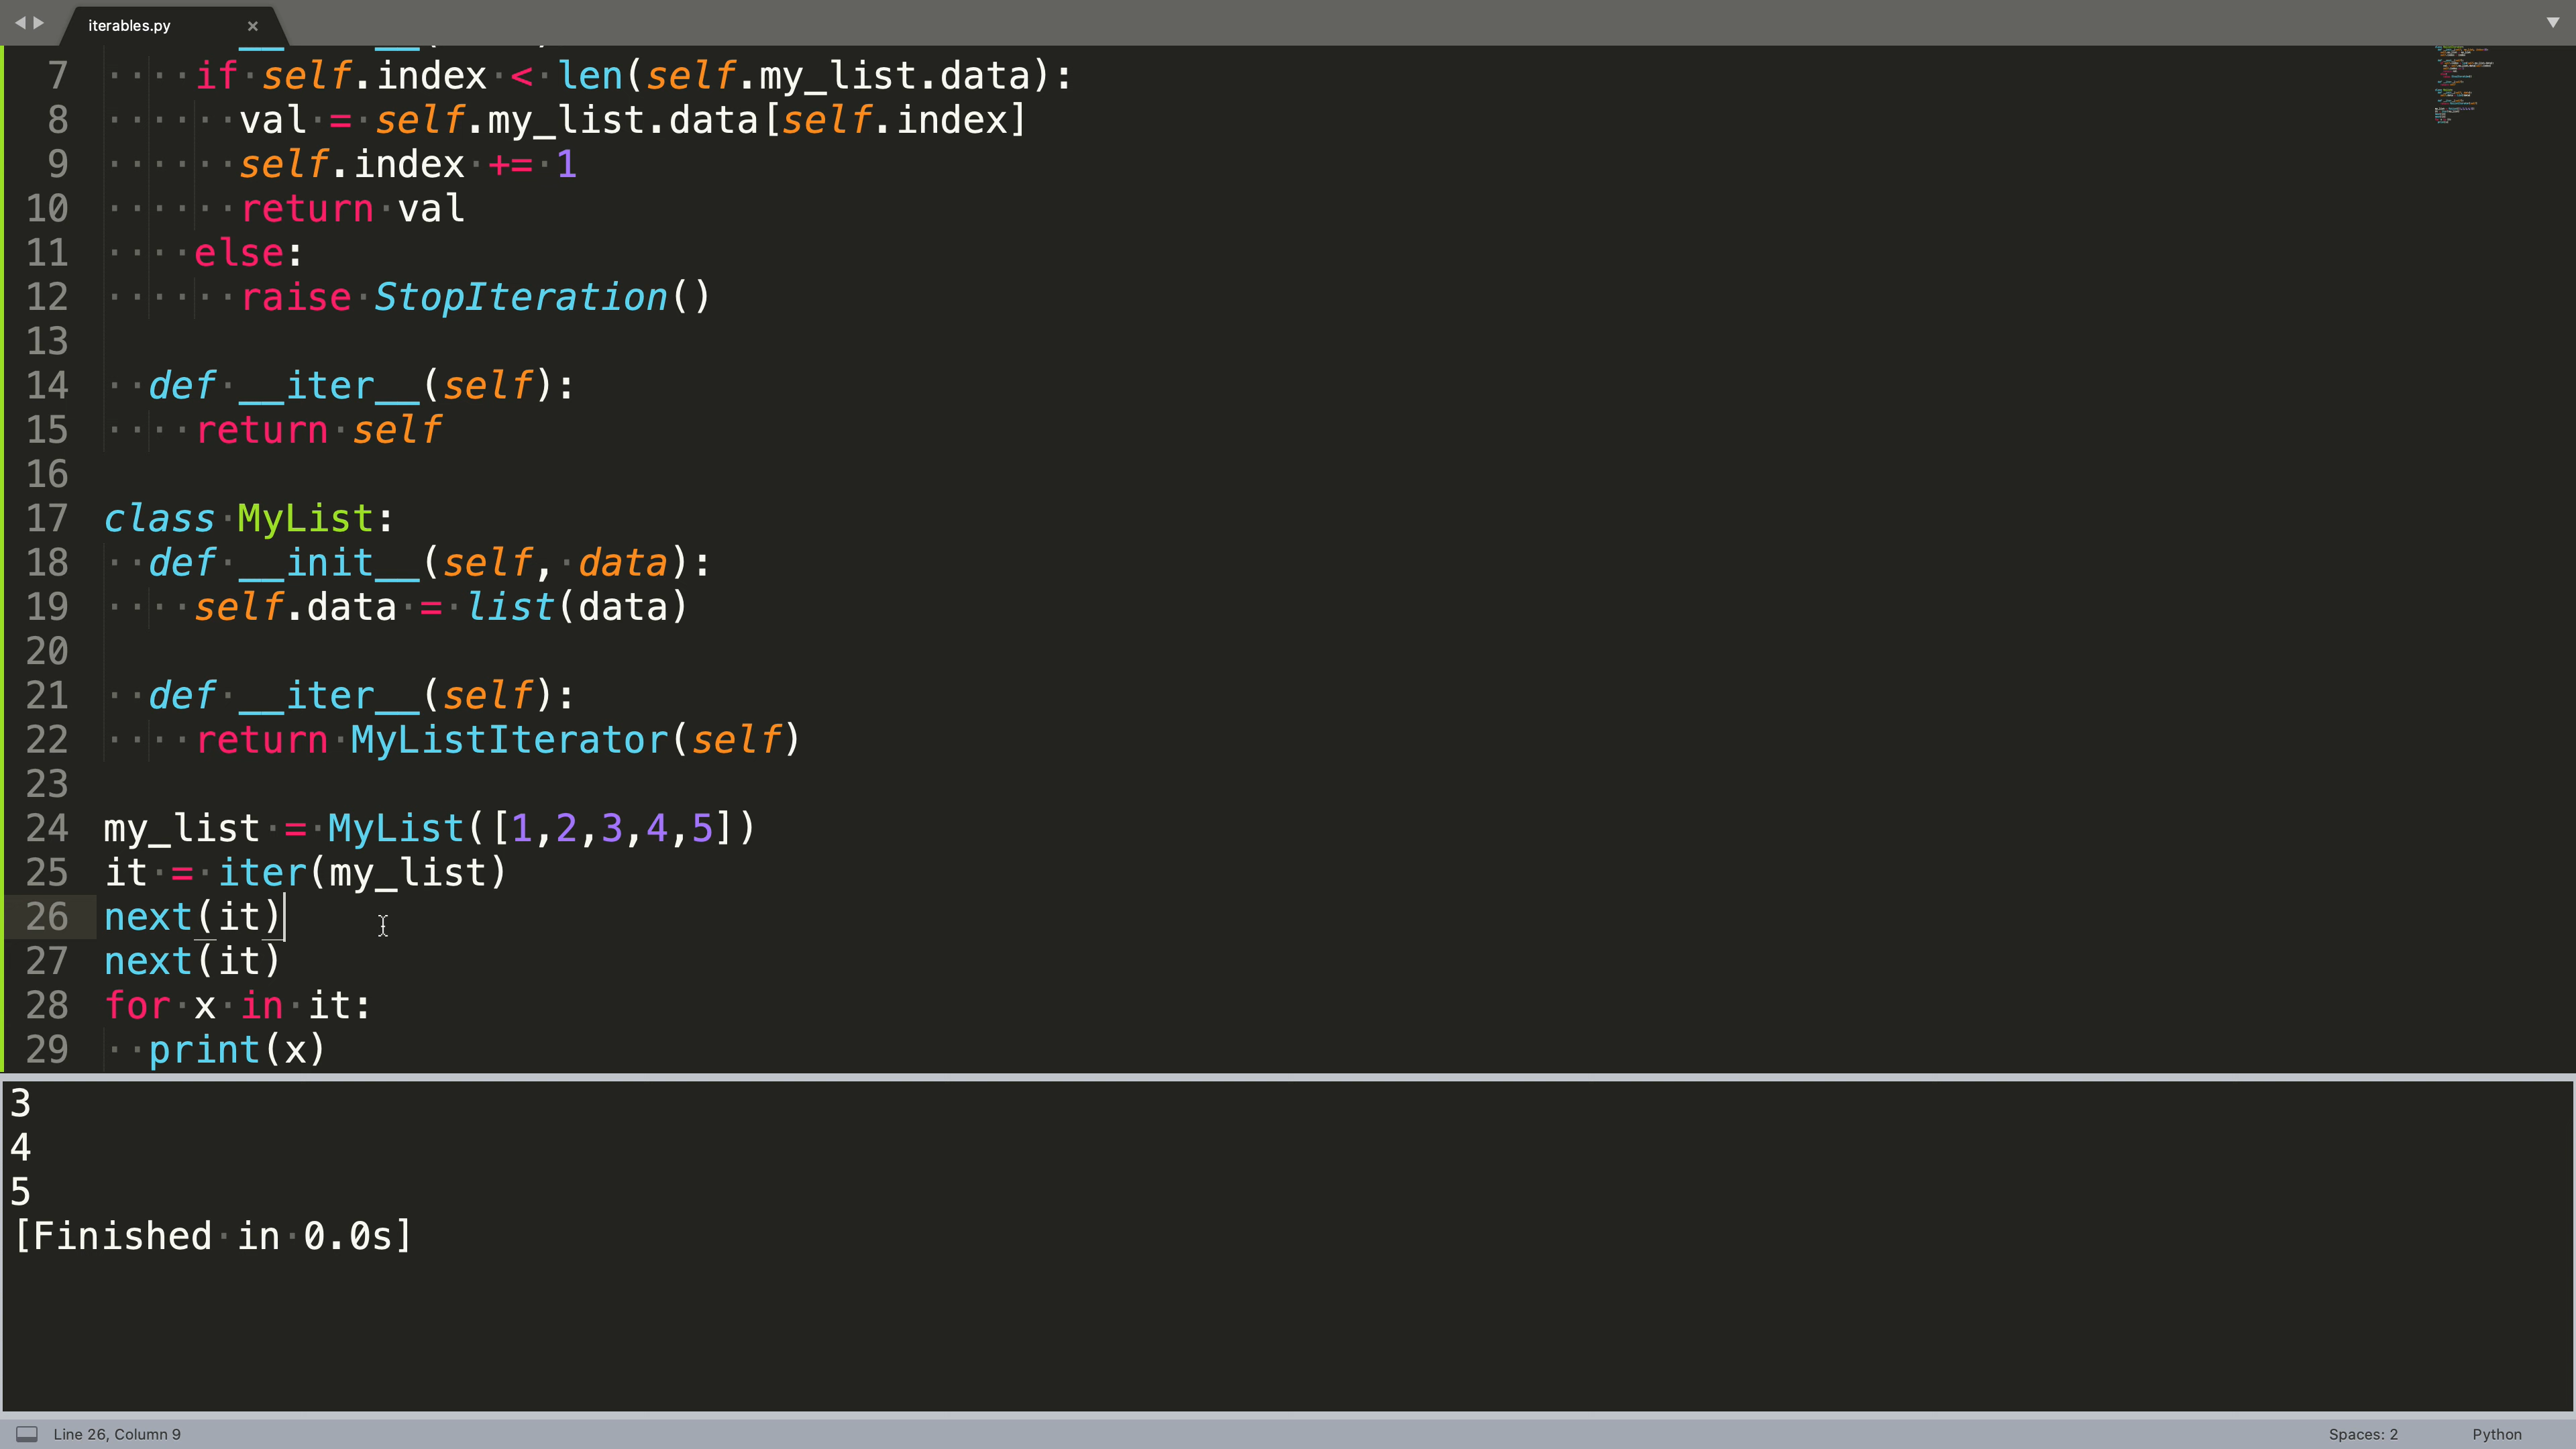 iterables.py ×
7 if self.index < len(self.my_list.data):
8 val = self.my_list.data[self.index]
9 self.index += 1
10 return val
11 else:
12 raise StopIteration()
13
14 def __iter__(self):
15 return self
16
17 class MyList:
18 def __init__(self, data):
19 self.data = list(data)
20
21 def __iter__(self):
22 return MyListIterator(self)
23
24 my_list = MyList([1,2,3,4,5])
25 it = iter(my_list)
26 next(it)
27 next(it)
28 for x in it:
29 print(x)
3
4
5
[Finished in 0.0s]
Line 26, Column 9 Spaces: 2 Python